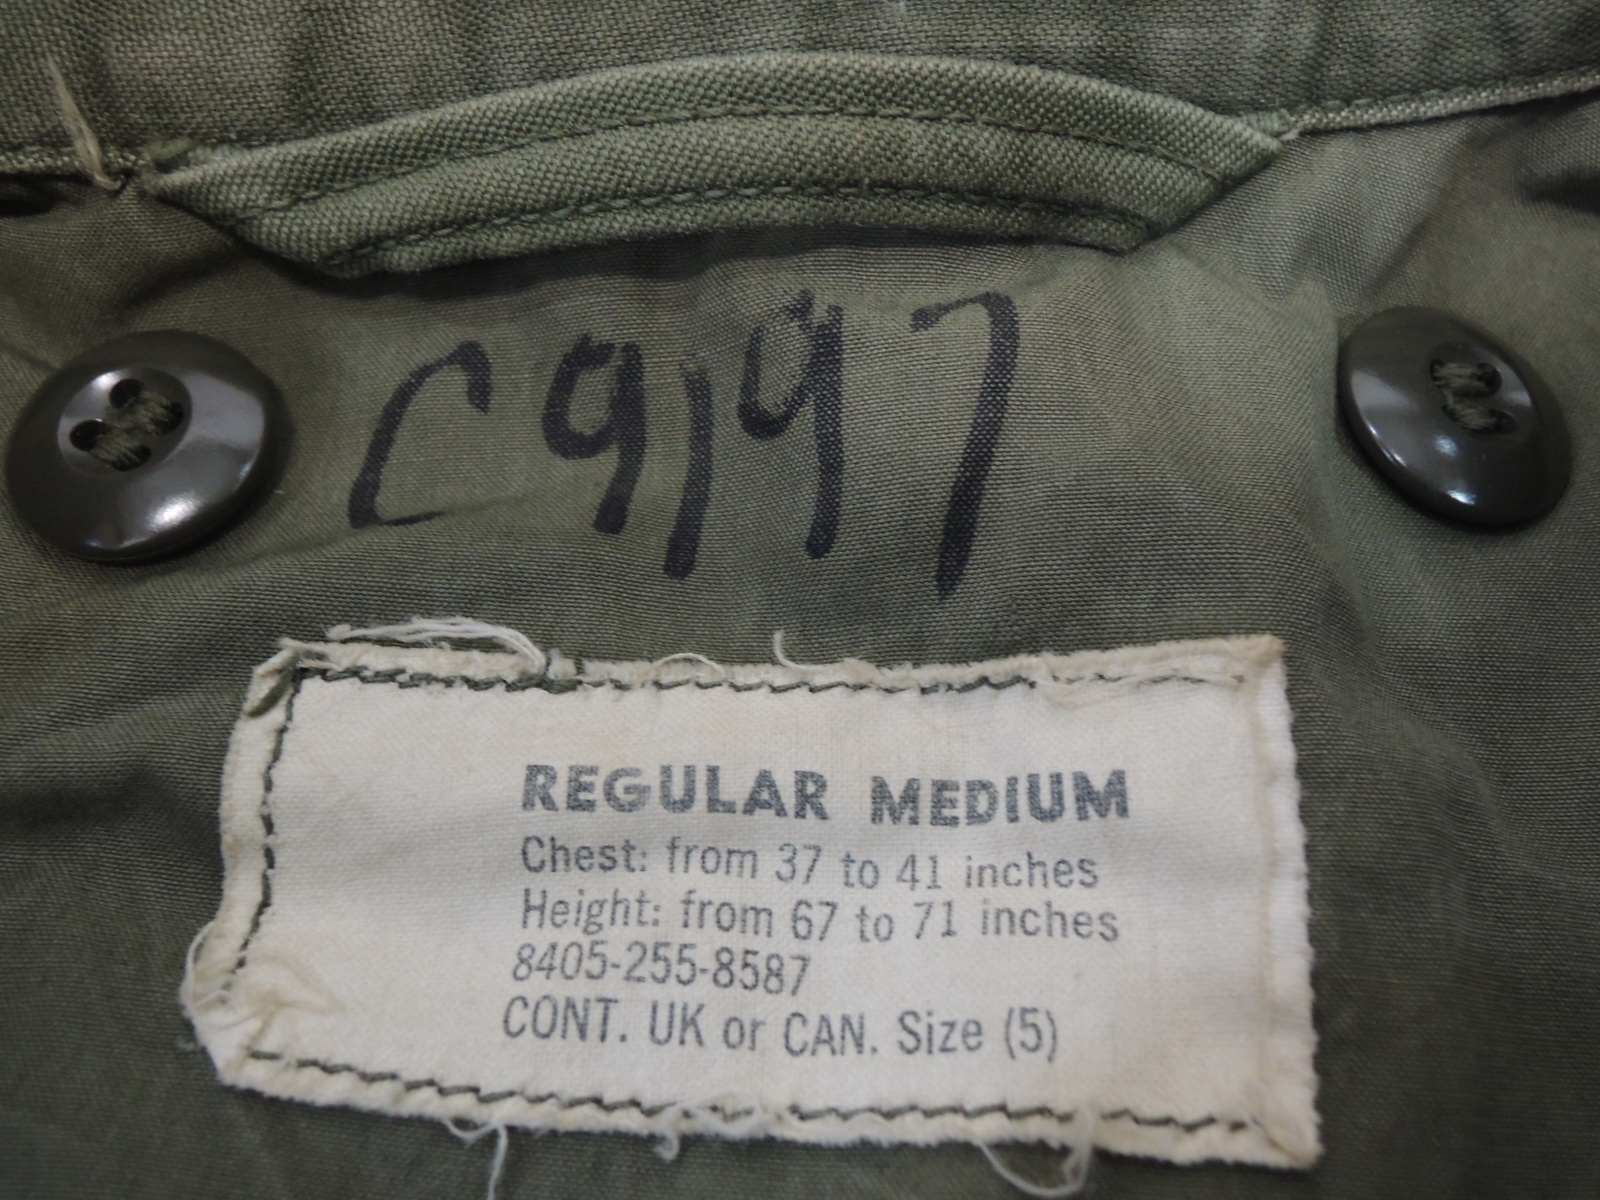 C9197
REGULAR MEDIUM
Chest: from 37 to 41 inches
Height: from 67 to 71 inches
8405-255-8587
CONT. UK or CAN. Size (5)